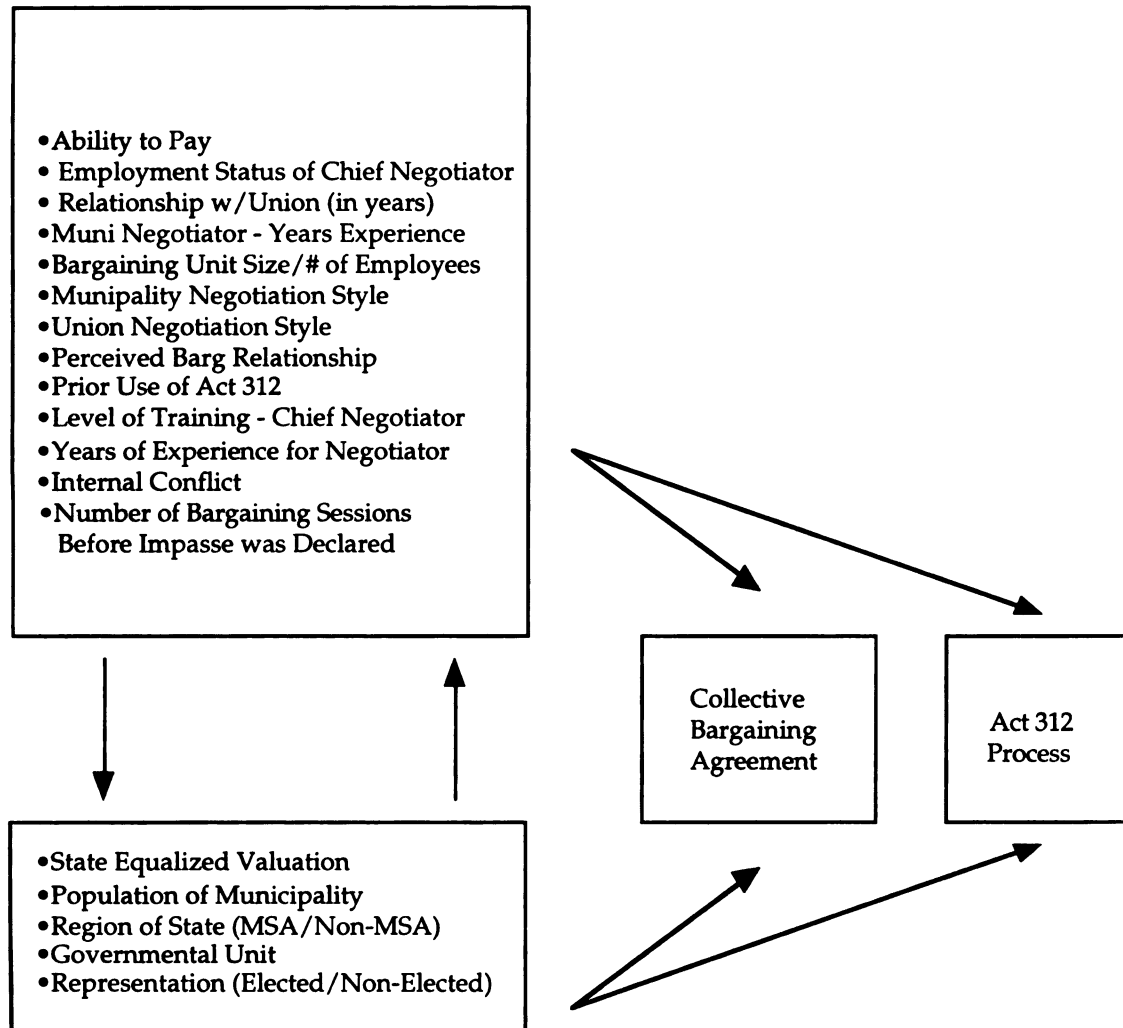 •Ability to Pay
• Employment Status of Chief Negotiator
• Relationship w/Union (in years)
•Muni Negotiator - Years Experience
•Bargaining Unit Size/# of Employees
•Munipality Negotiation Style
•Union Negotiation Style
•Perceived Barg Relationship
•Prior Use of Act 312
•Level of Training - Chief Negotiator
•Years of Experience for Negotiator
•Internal Conflict
•Number of Bargaining Sessions
Before Impasse was Declared
Collective
Bargaining
Agreement
Act 312
Process
•State Equalized Valuation
•Population of Municipality
•Region of State (MSA/Non-MSA)
•Governmental Unit
•Representation (Elected/Non-Elected)